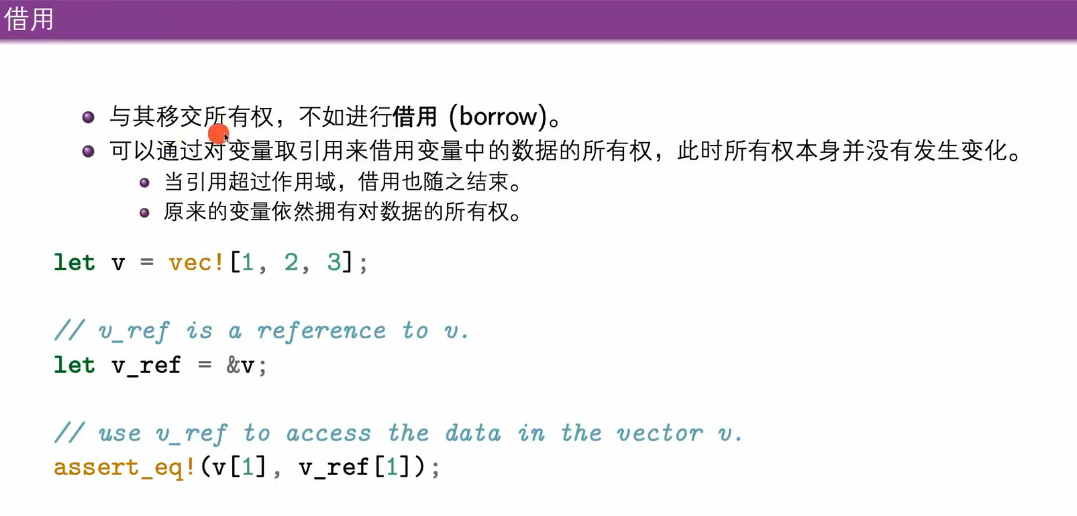 借用
与其移交所有权，不如进行借用 (borrow)。
可以通过对变量取引用来借用变量中的数据的所有权，此时所有权本身并没有发生变化。
当引用超过作用域，借用也随之结束。
原来的变量依然拥有对数据的所有权。
let v = vec![1, 2, 3];
// v_ref is a reference to v.
let v_ref = &v;
// use v_ref to access the data in the vector v.
assert_eq!(v[1], v_ref[1]);